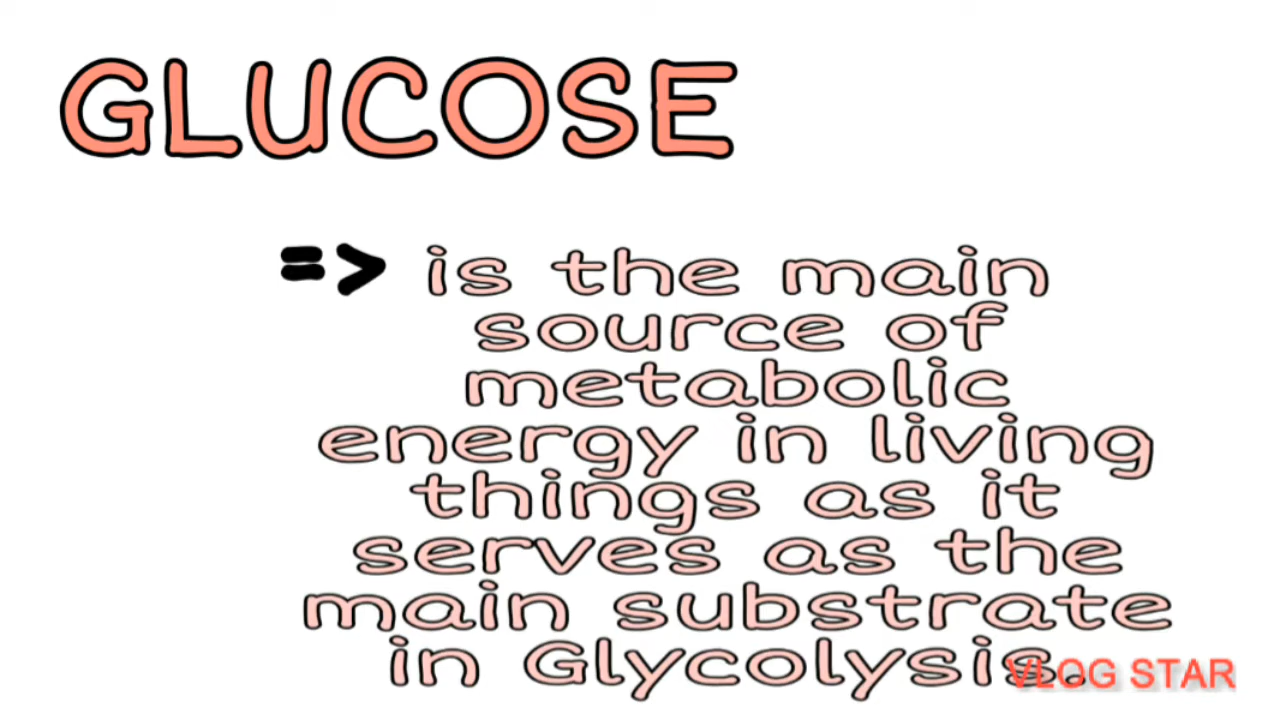 GLUCOSE
=> is the main
source of
metabolic
energy in living
things as it
serves as the
main substrate
in Glycolysis.
VLOG STAR